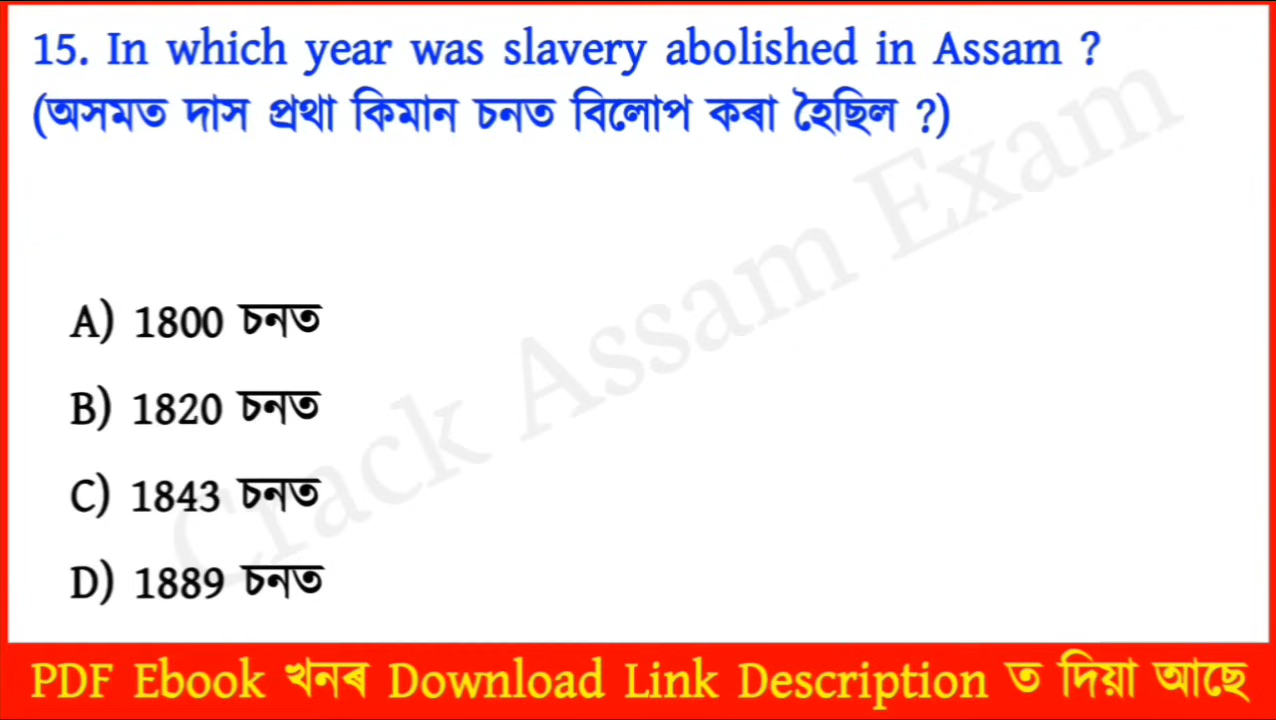 15. In which year was slavery abolished in Assam ?
(অসমত দাস প্ৰথা কিমান চনত বিলোপ কৰা হৈছিল ?)
A) 1800 চনত
B) 1820 চনত
C) 1843 চনত
D) 1889 চনত
Crack Assam Exam
PDF Ebook খনৰ Download Link Description ত দিয়া আছে